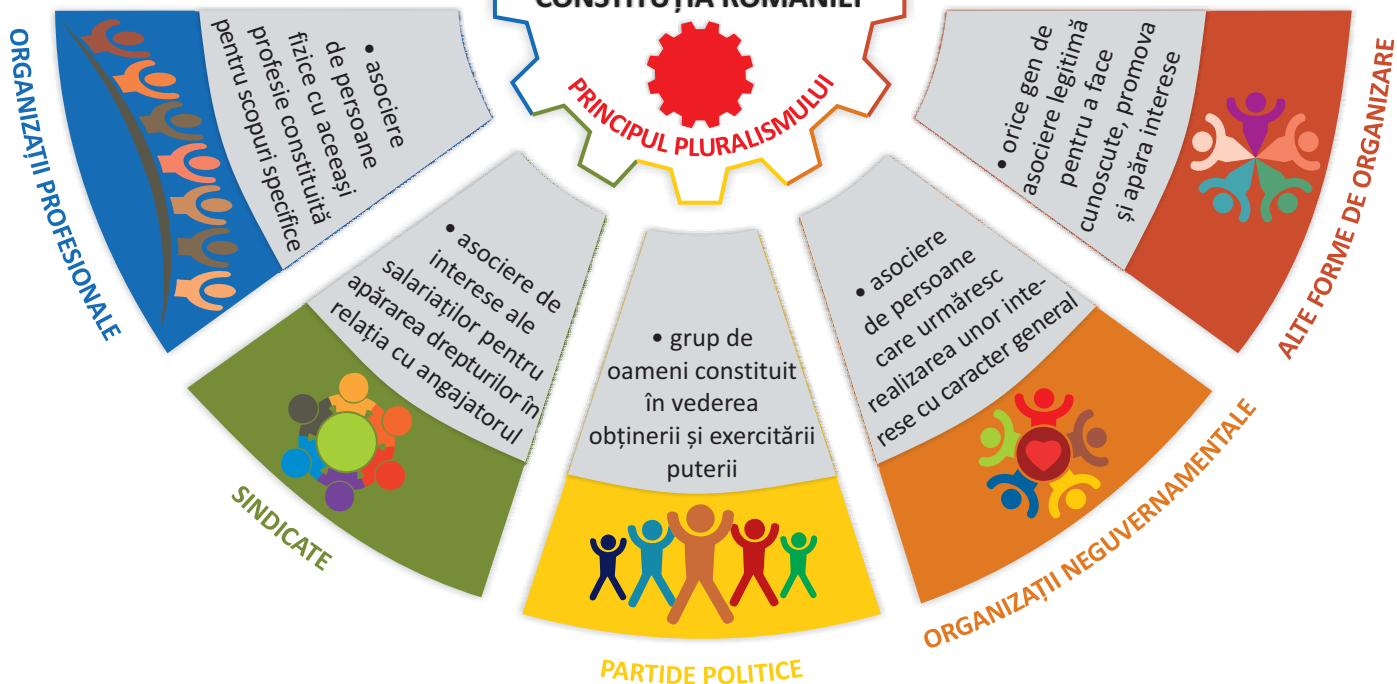 CONSTITUȚIA ROMÂNIEI
PRINCIPUL PLURALISMULUI
ORGANIZAȚII PROFESIONALE
• asociere
de persoane
fizice cu aceeași
profesie constituită
pentru scopuri specifice
SINDICATE
• asociere de
interese ale
salariaților pentru
apărarea drepturilor în
relația cu angajatorul
PARTIDE POLITICE
• grup de
oameni constituit
în vederea
obținerii și exercitării
puterii
ORGANIZAȚII NEGUVERNAMENTALE
• asociere
de persoane
care urmăresc
realizarea unor inte-
rese cu caracter general
ALTE FORME DE ORGANIZARE
• orice gen de
asociere legitimă
pentru a face
cunoscute, promova
și apăra interese